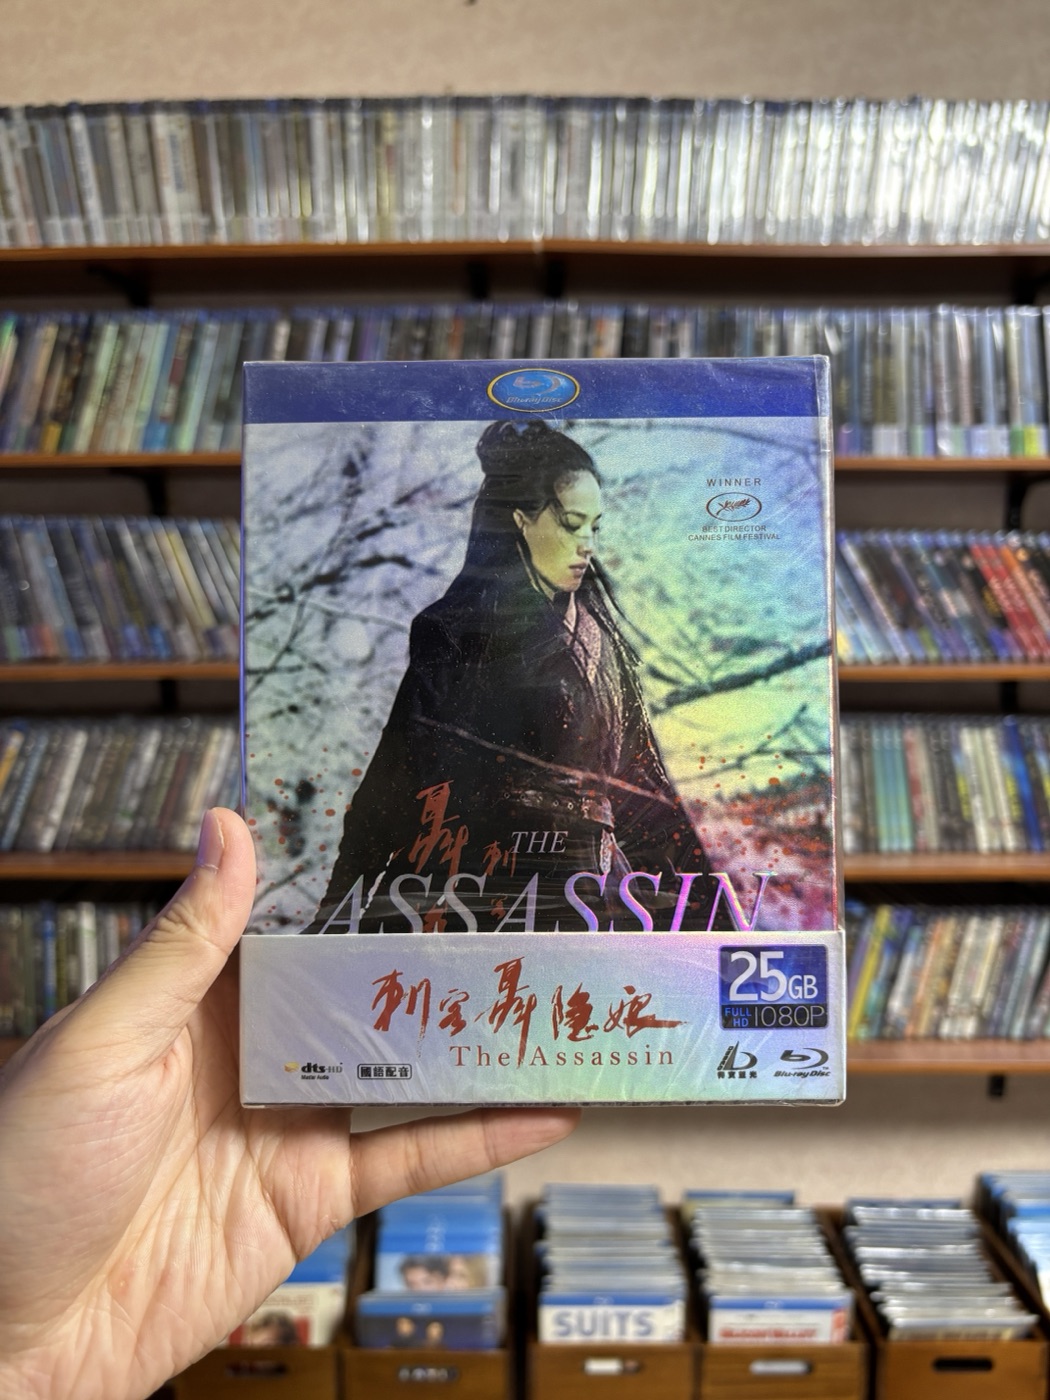 Blu-ray Disc
WINNER
BEST DIRECTOR
CANNES FILM FESTIVAL
聶
刺
THE
ASSASSIN
刺客聶隐娘
The Assassin
25GB
FULL HD 1080P
dts-HD
Master Audio
國語配音
Blu-ray Disc
SUITS